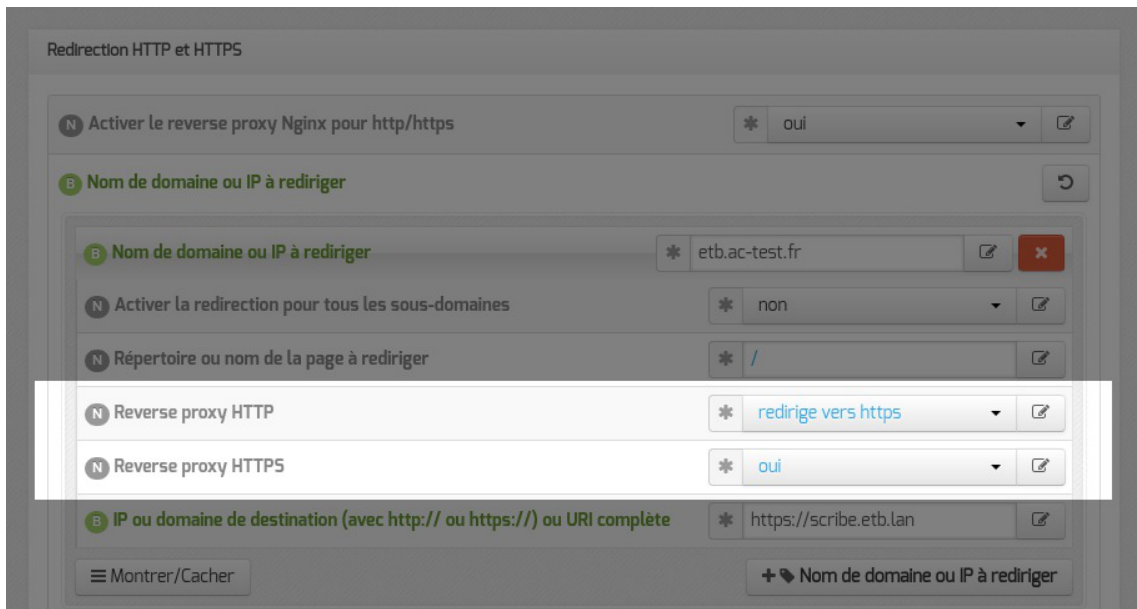 Redirection HTTP et HTTPS
N Activer le reverse proxy Nginx pour http/https * oui
B Nom de domaine ou IP à rediriger
B Nom de domaine ou IP à rediriger * etb.ac-test.fr
N Activer la redirection pour tous les sous-domaines * non
N Répertoire ou nom de la page à rediriger * /
N Reverse proxy HTTP * redirige vers https
N Reverse proxy HTTPS * oui
B IP ou domaine de destination (avec http:// ou https://) ou URI complète * https://scribe.etb.lan
Montrer/Cacher + Nom de domaine ou IP à rediriger